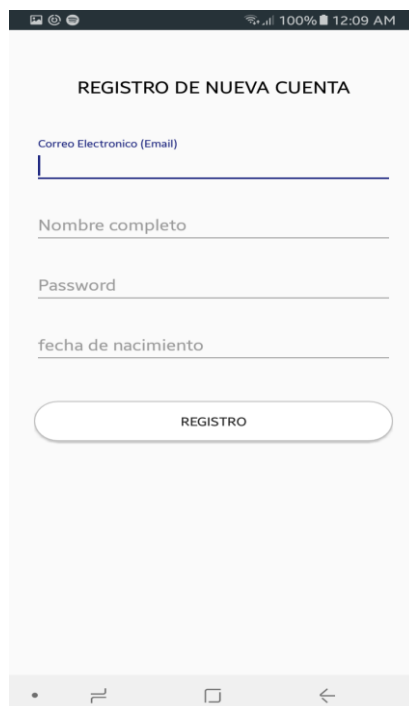 100% 12:09 AM
REGISTRO DE NUEVA CUENTA
Correo Electronico (Email)
Nombre completo
Password
fecha de nacimiento
REGISTRO